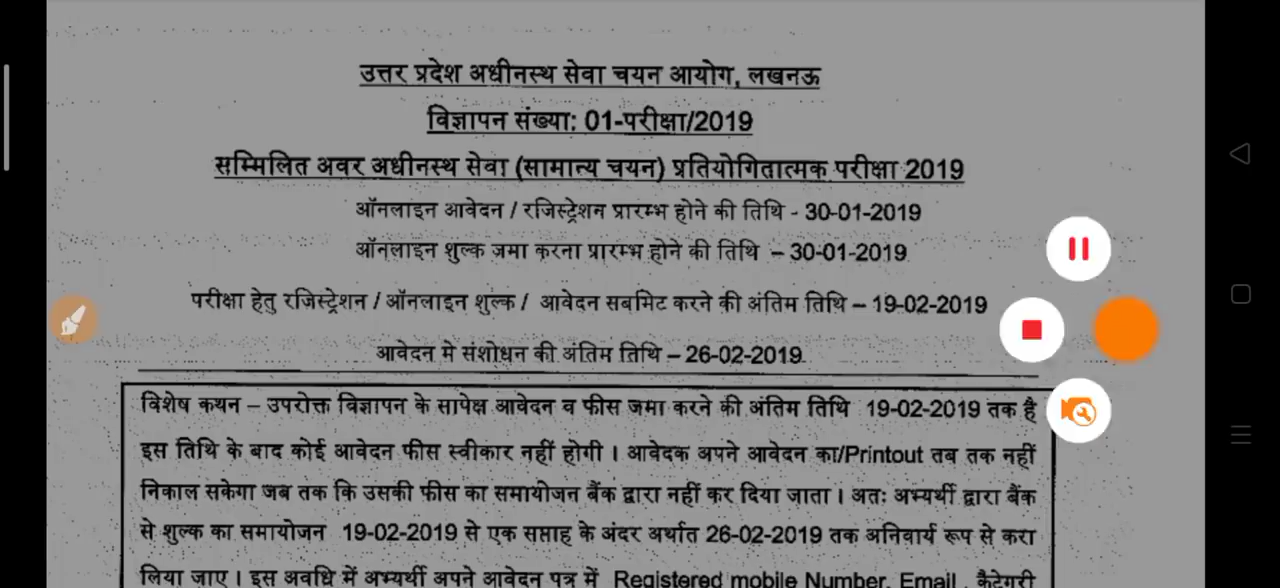 उत्तर प्रदेश अधीनस्थ सेवा चयन आयोग, लखनऊ
विज्ञापन संख्या: 01-परीक्षा/2019
सम्मिलित अवर अधीनस्थ सेवा (सामान्य चयन) प्रतियोगितात्मक परीक्षा 2019
ऑनलाइन आवेदन / रजिस्ट्रेशन प्रारम्भ होने की तिथि - 30-01-2019
ऑनलाइन शुल्क जमा करना प्रारम्भ होने की तिथि – 30-01-2019
परीक्षा हेतु रजिस्ट्रेशन / ऑनलाइन शुल्क / आवेदन सबमिट करने की अंतिम तिथि – 19-02-2019
आवेदन मे संशोधन की अंतिम तिथि – 26-02-2019
विशेष कथन – उपरोक्त विज्ञापन के सापेक्ष आवेदन व फीस जमा करने की अंतिम तिथि 19-02-2019 तक है
इस तिथि के बाद कोई आवेदन फीस स्वीकार नहीं होगी । आवेदक अपने आवेदन का/Printout तब तक नहीं
निकाल सकेगा जब तक कि उसकी फीस का समायोजन बैंक द्वारा नहीं कर दिया जाता । अतः अभ्यर्थी द्वारा बैंक
से शुल्क का समायोजन 19-02-2019 से एक सप्ताह के अंदर अर्थात 26-02-2019 तक अनिवार्य रूप से करा
लिया जाए । इस अवधि में अभ्यर्थी अपने आवेदन पत्र में Registered mobile Number, Email , कैटेगरी